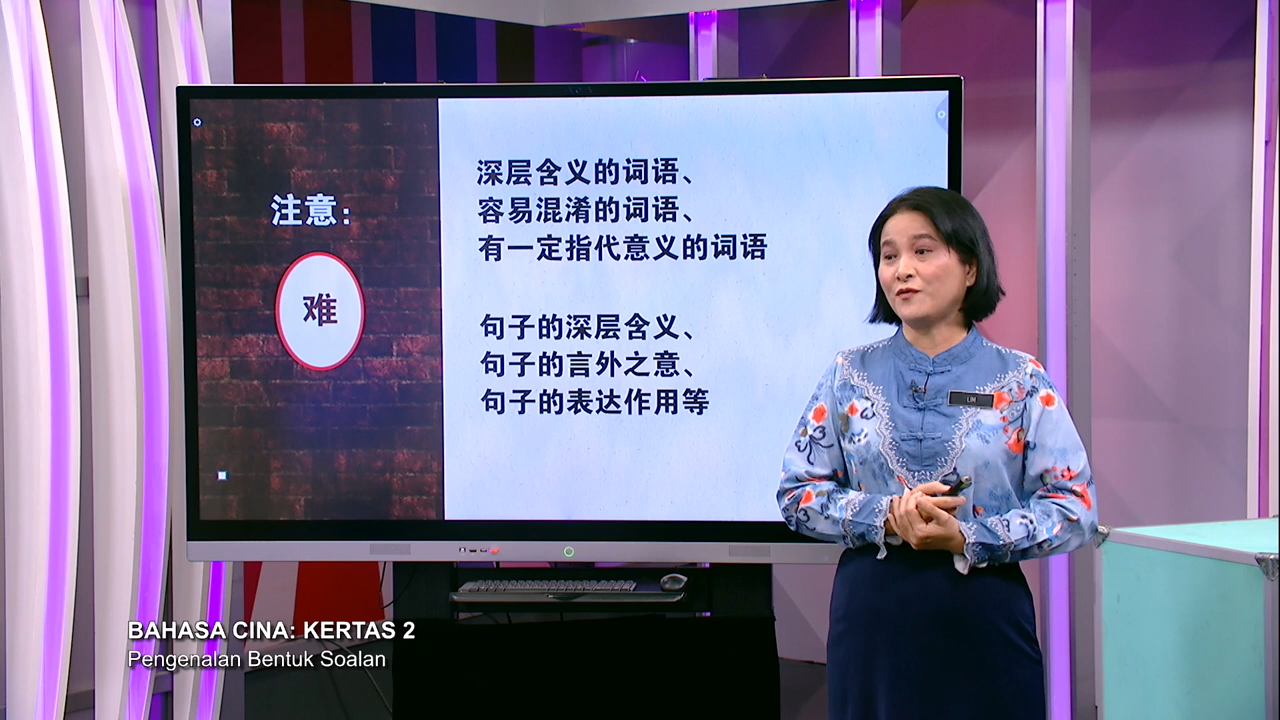 注意:
难
深层含义的词语、
容易混淆的词语、
有一定指代意义的词语
句子的深层含义、
句子的言外之意、
句子的表达作用等
LIM
BAHASA CINA: KERTAS 2
Pengenalan Bentuk Soalan